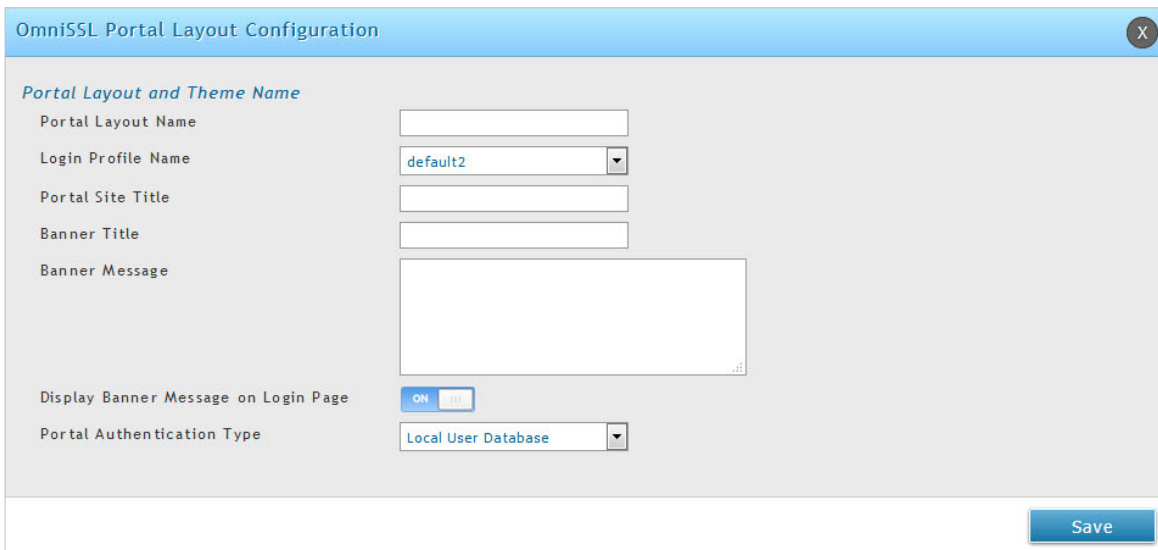 OmniSSL Portal Layout Configuration
X
Portal Layout and Theme Name
Portal Layout Name
Login Profile Name default2
Portal Site Title
Banner Title
Banner Message
Display Banner Message on Login Page ON
Portal Authentication Type Local User Database
Save